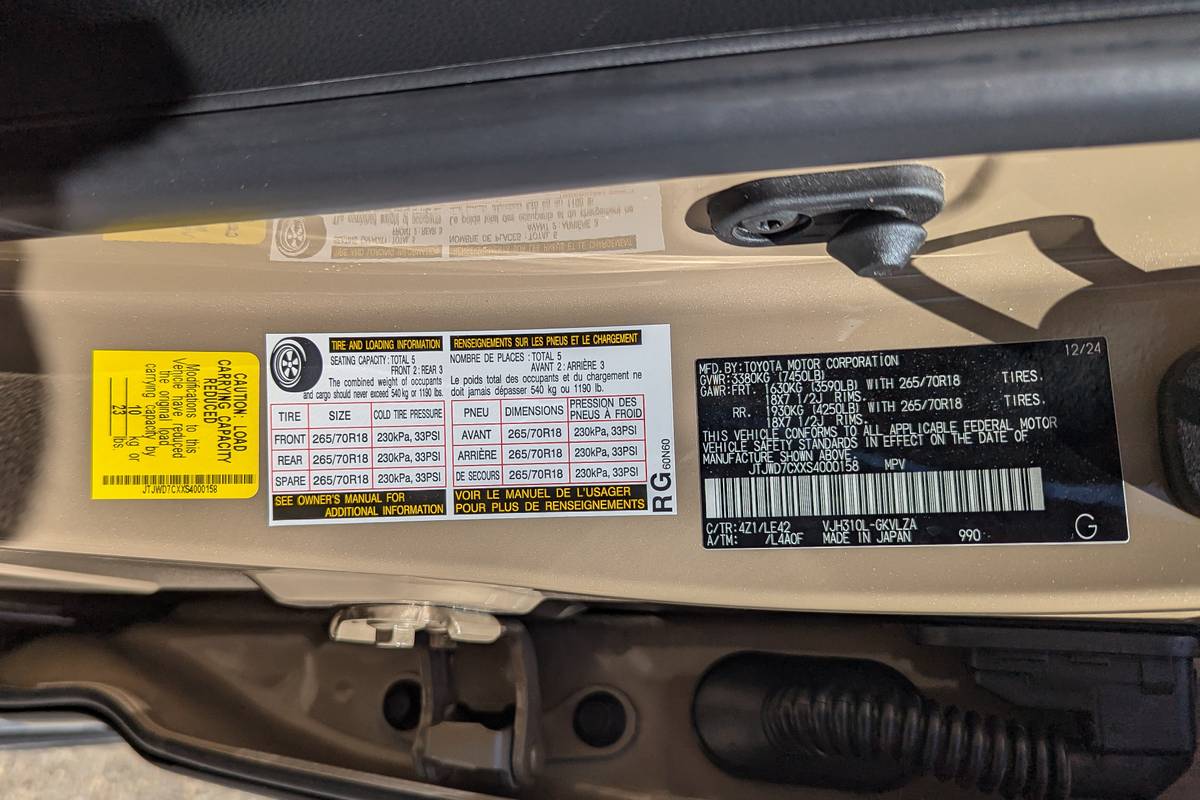 CAUTION: LOAD
CARRYING CAPACITY
REDUCED
Modifications to this
vehicle have reduced
the original load
carrying capacity by
10 kg or
23 lbs.
JTJWD7CXXS4000158
TIRE AND LOADING INFORMATION
SEATING CAPACITY : TOTAL 5
FRONT 2 : REAR 3
The combined weight of occupants
and cargo should never exceed 540 kg or 1190 lb.
TIRE SIZE COLD TIRE PRESSURE
FRONT 265/70R18 230kPa, 33PSI
REAR 265/70R18 230kPa, 33PSI
SPARE 265/70R18 230kPa, 33PSI
SEE OWNER'S MANUAL FOR
ADDITIONAL INFORMATION
RENSEIGNEMENTS SUR LES PNEUS ET LE CHARGEMENT
NOMBRE DE PLACES : TOTAL 5
AVANT 2 : ARRIÈRE 3
Le poids total des occupants et du chargement ne
doit jamais dépasser 540 kg ou 1190 lb.
PNEU DIMENSIONS PRESSION DES
PNEUS À FROID
AVANT 265/70R18 230kPa, 33PSI
ARRIÈRE 265/70R18 230kPa, 33PSI
DE SECOURS 265/70R18 230kPa, 33PSI
VOIR LE MANUEL DE L'USAGER
POUR PLUS DE RENSEIGNEMENTS
RG 60N60
12/24
MFD.BY:TOYOTA MOTOR CORPORATION
GVWR:3380KG (7450LB)
GAWR:FRT. 1630KG (3590LB) WITH 265/70R18 TIRES.
18X7 1/2J RIMS.
RR. 1930KG (4250LB) WITH 265/70R18 TIRES.
18X7 1/2J RIMS.
THIS VEHICLE CONFORMS TO ALL APPLICABLE FEDERAL MOTOR
VEHICLE SAFETY STANDARDS IN EFFECT ON THE DATE OF
MANUFACTURE SHOWN ABOVE.
JTJWD7CXXS4000158 MPV
C/TR:4Z1/LE42 VJH310L-GKVLZA
A/TM: /L4A0F MADE IN JAPAN 990
G